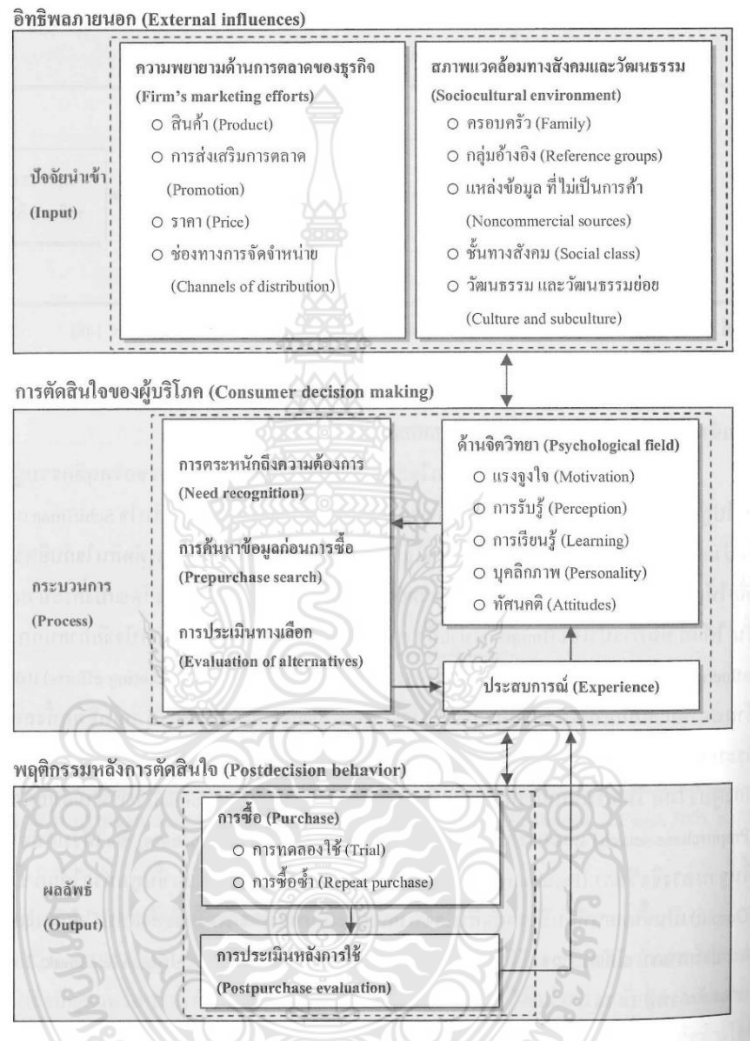 อิทธิพลภายนอก (External influences)
ปัจจัยนำเข้า
(Input)
ความพยายามด้านการตลาดของธุรกิจ
(Firm's marketing efforts)
สินค้า (Product)
การส่งเสริมการตลาด
(Promotion)
ราคา (Price)
ช่องทางการจัดจำหน่าย
(Channels of distribution)
สภาพแวดล้อมทางสังคมและวัฒนธรรม
(Sociocultural environment)
ครอบครัว (Family)
กลุ่มอ้างอิง (Reference groups)
แหล่งข้อมูล ที่ไม่เป็นการค้า
(Noncommercial sources)
ชั้นทางสังคม (Social class)
วัฒนธรรม และวัฒนธรรมย่อย
(Culture and subculture)
การตัดสินใจของผู้บริโภค (Consumer decision making)
กระบวนการ
(Process)
การตระหนักถึงความต้องการ
(Need recognition)
การค้นหาข้อมูลก่อนการซื้อ
(Prepurchase search)
การประเมินทางเลือก
(Evaluation of alternatives)
ด้านจิตวิทยา (Psychological field)
แรงจูงใจ (Motivation)
การรับรู้ (Perception)
การเรียนรู้ (Learning)
บุคลิกภาพ (Personality)
ทัศนคติ (Attitudes)
ประสบการณ์ (Experience)
พฤติกรรมหลังการตัดสินใจ (Postdecision behavior)
ผลลัพธ์
(Output)
การซื้อ (Purchase)
การทดลองใช้ (Trial)
การซื้อซ้ำ (Repeat purchase)
การประเมินหลังการใช้
(Postpurchase evaluation)